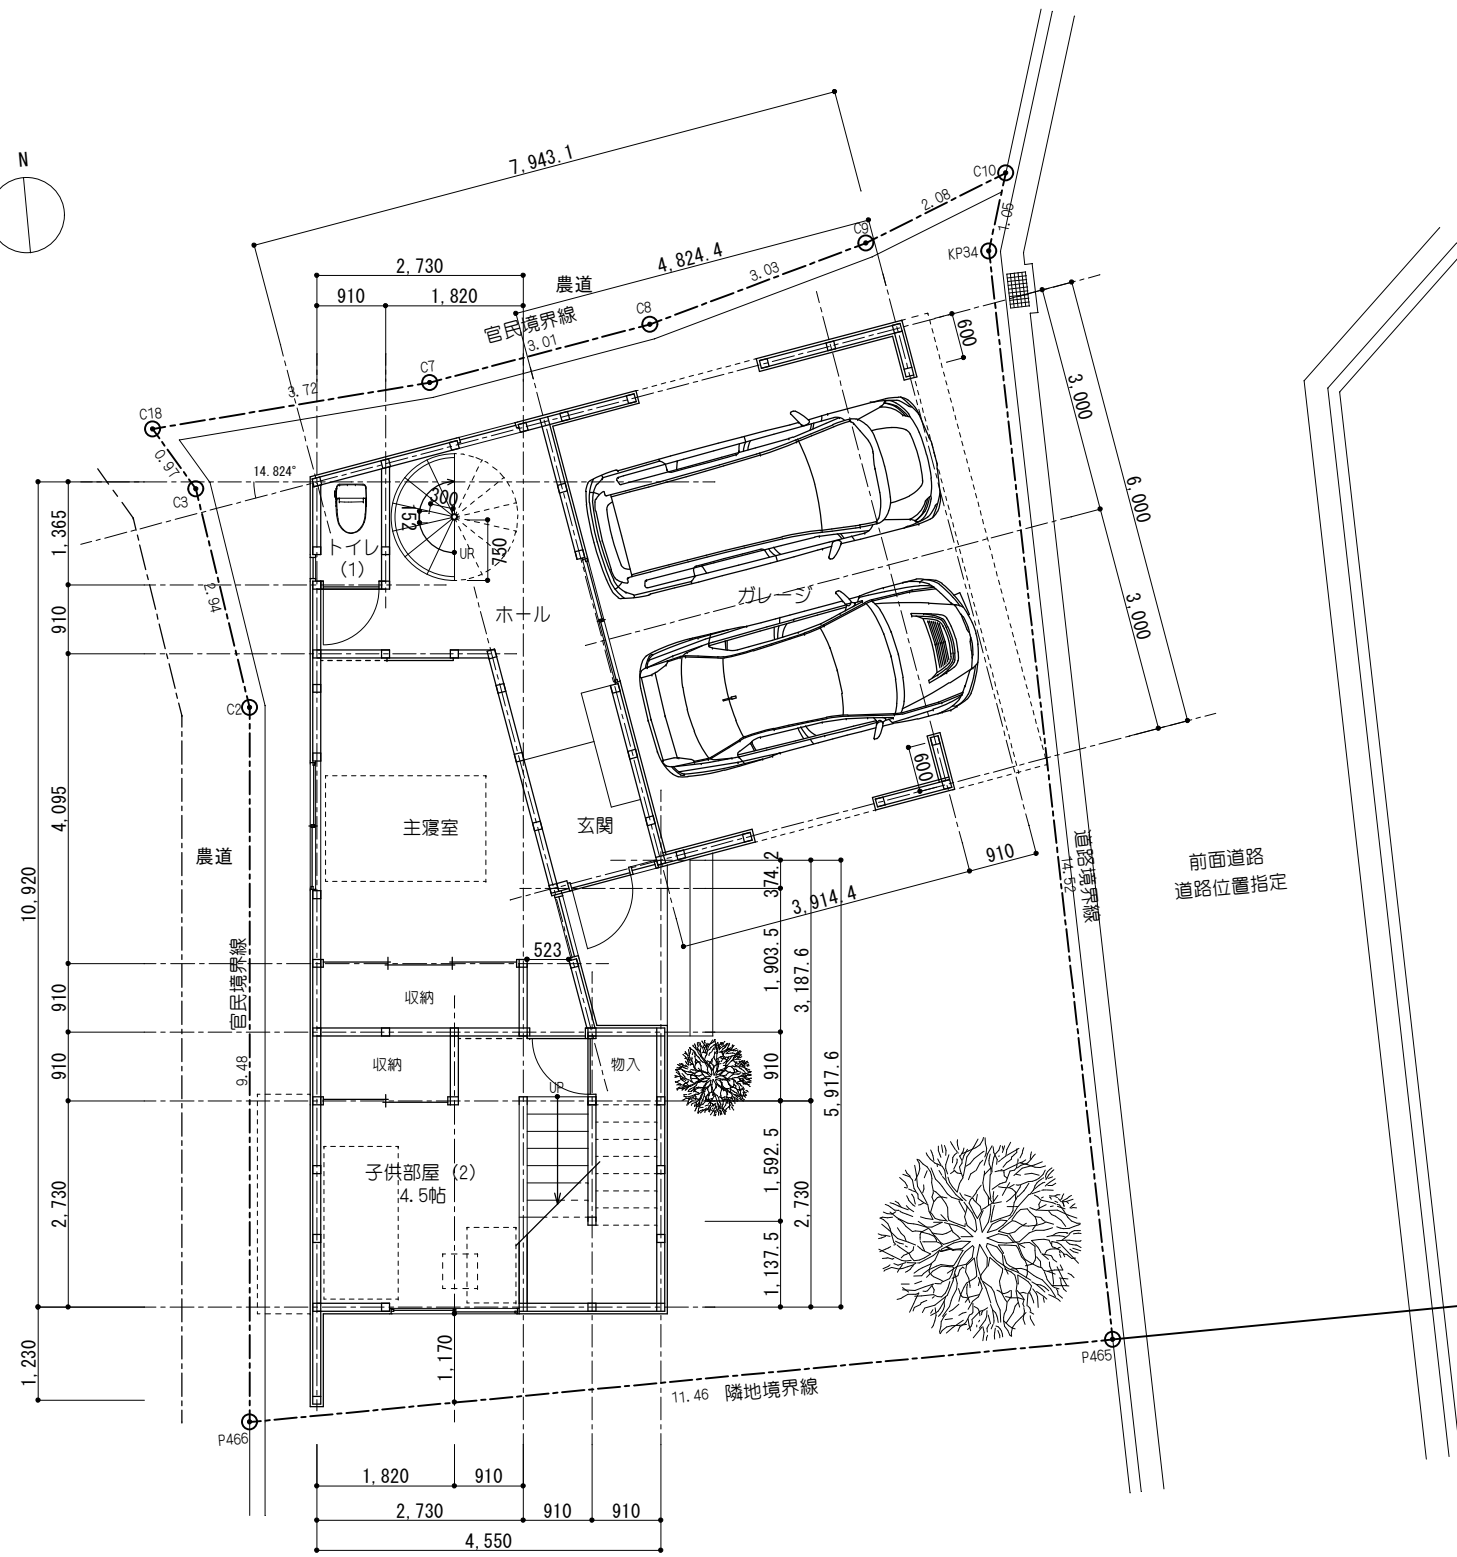 N
7,943.1
C10
2.08
1.05
C9
KP34
4,824.4
3.03
2,730
農道
910
1,820
官民境界線
C8
3.01
600
C7
3.72
3,000
C18
0.97
14.824°
C3
6,000
300
152
1,365
トイレ
(1)
UR
750
2.94
910
ホール
ガレージ
3,000
C2
600
4,095
主寝室
玄関
農道
10,920
374.2
910
道路境界線
14.52
前面道路
道路位置指定
3,914.4
523
1,903.5
3,187.6
官民境界線
910
収納
収納
物入
910
9.48
UP
910
5,917.6
子供部屋 (2)
4.5帖
1,592.5
2,730
2,730
1,137.5
1,230
1,170
P465
11.46 隣地境界線
P466
1,820
910
2,730
910
910
4,550